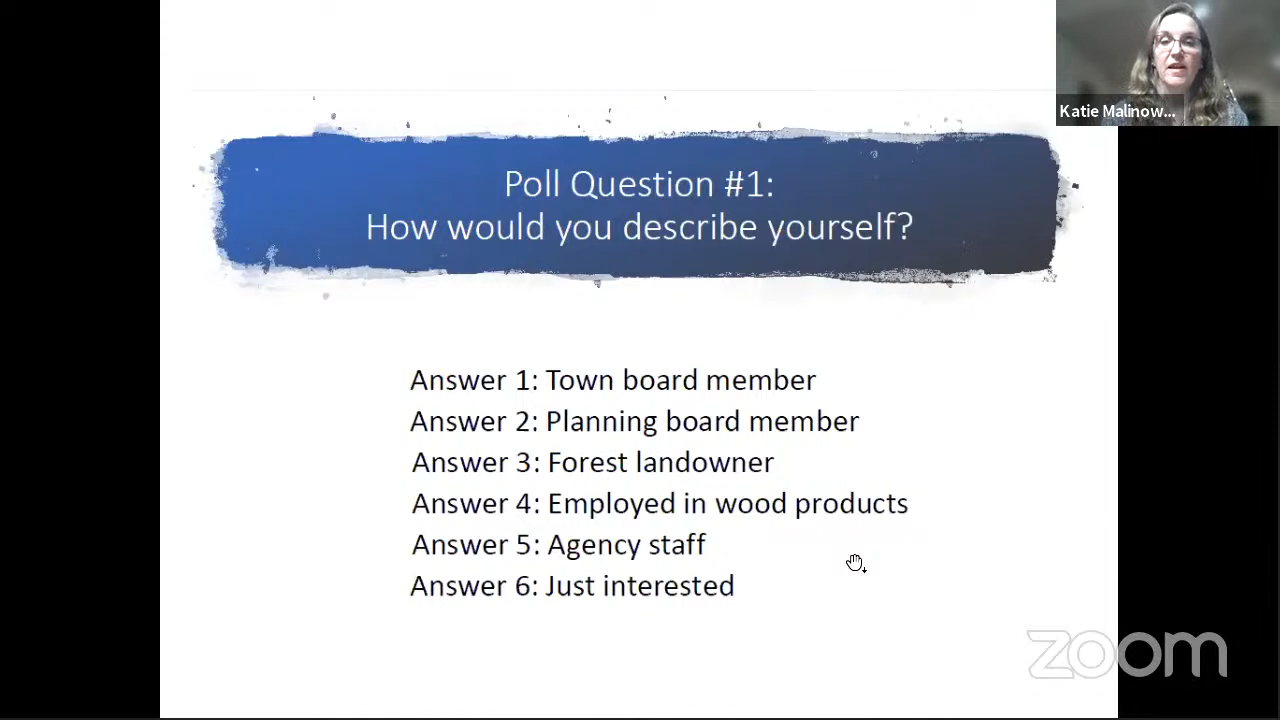 Katie Malinow...
Poll Question #1:
How would you describe yourself?
Answer 1: Town board member
Answer 2: Planning board member
Answer 3: Forest landowner
Answer 4: Employed in wood products
Answer 5: Agency staff
Answer 6: Just interested
zoom